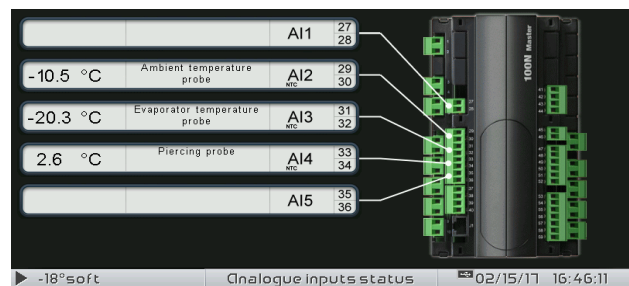 AI1 27
28
-10.5 °C Ambient temperature probe AI2 NTC 29
30
-20.3 °C Evaporator temperature probe AI3 NTC 31
32
2.6 °C Piercing probe AI4 NTC 33
34
AI5 35
36
100N Master
-18°soft Analogue inputs status 02/15/17 16:46:11